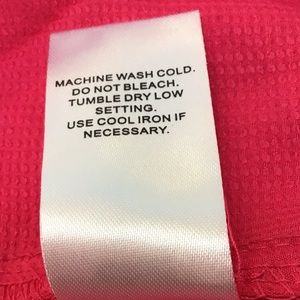 MACHINE WASH COLD.
DO NOT BLEACH.
TUMBLE DRY LOW
SETTING.
USE COOL IRON IF
NECESSARY.